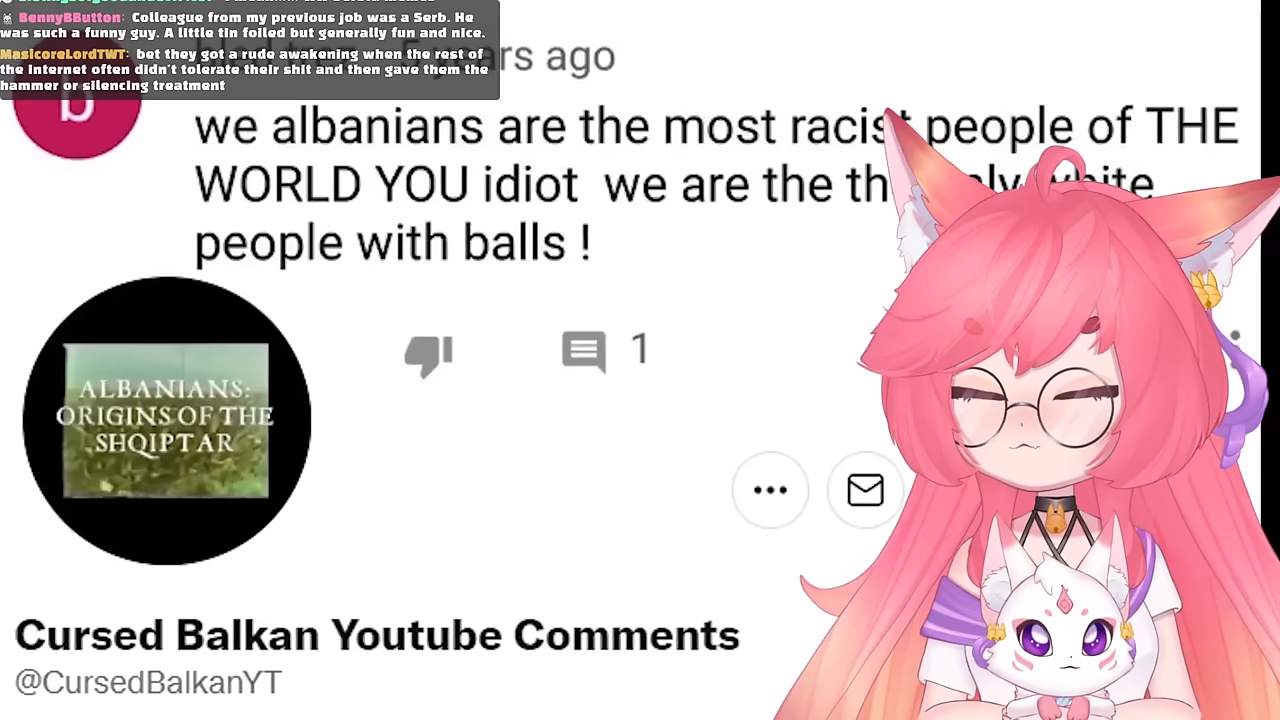 BennyBButton: Colleague from my previous job was a Serb. He
was such a funny guy. A little tin foiled but generally fun and nice.
MasicoreLordTWT: bet they got a rude awakening when the rest of
the internet often didn't tolerate their shit and then gave them the
hammer or silencing treatment
years ago
b
we albanians are the most racist people of THE
WORLD YOU idiot we are the white
people with balls !
1
ALBANIANS:
ORIGINS OF THE
SHQIPTAR
Cursed Balkan Youtube Comments
@CursedBalkanYT